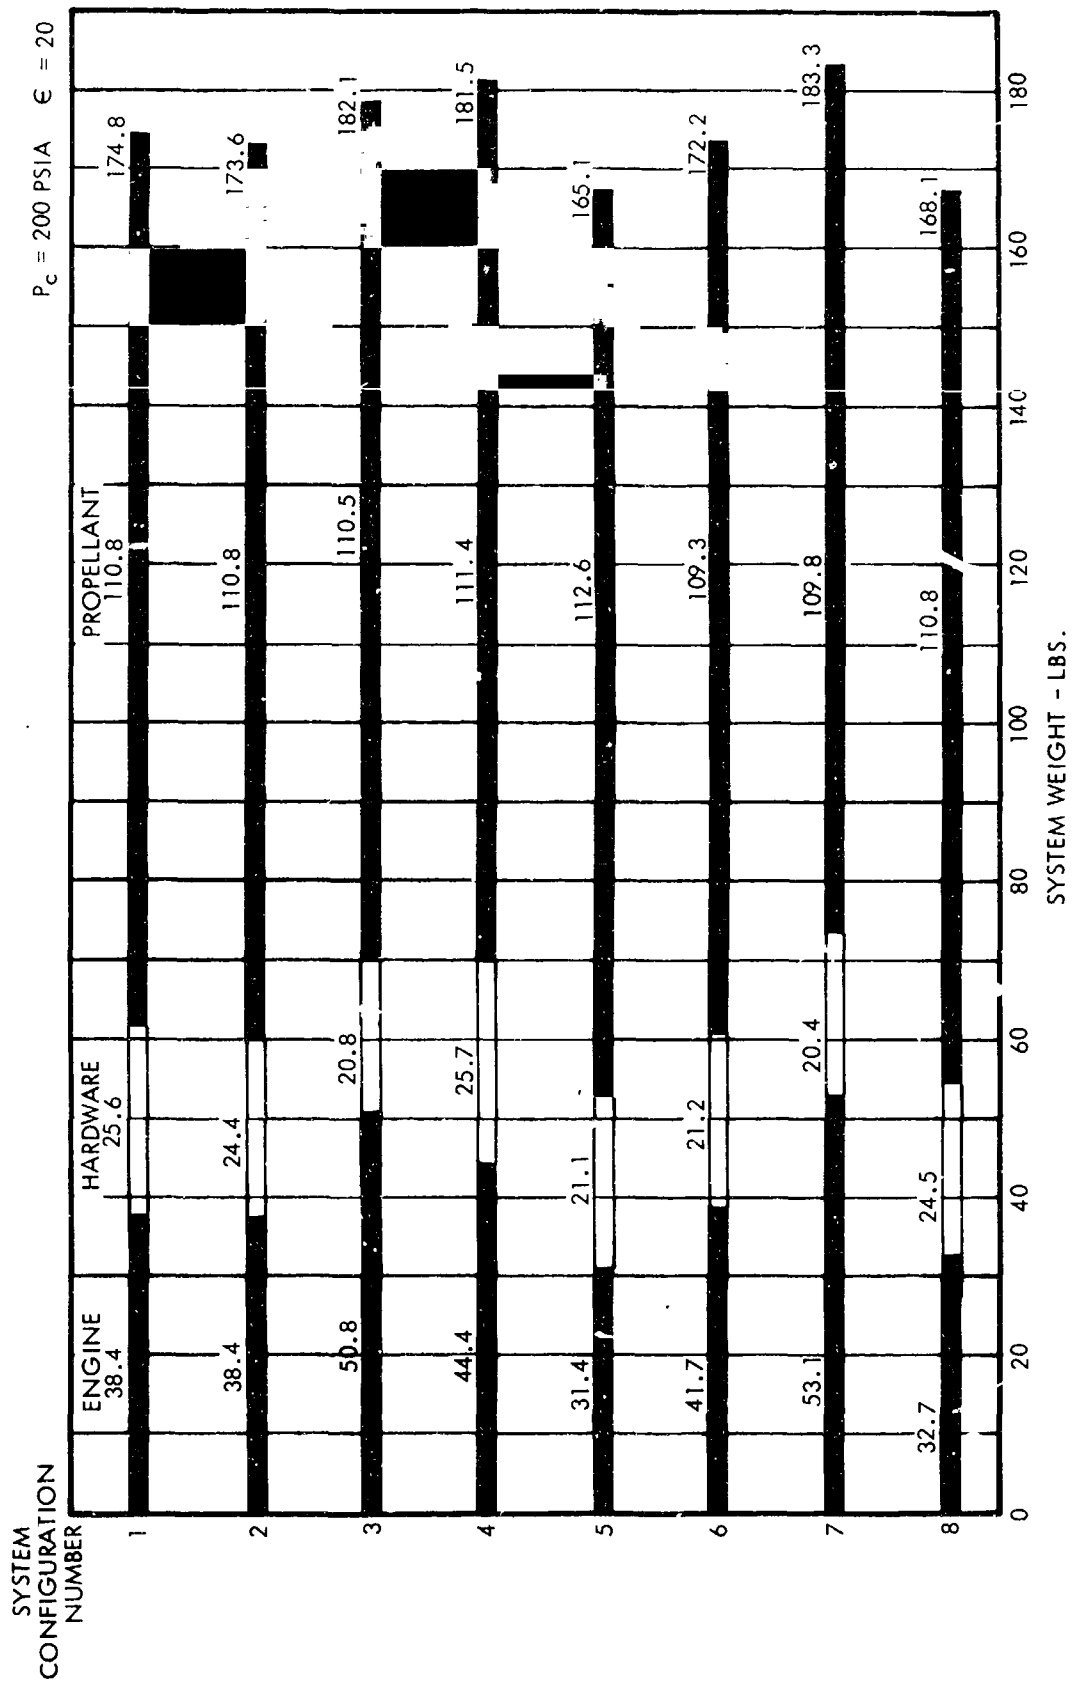 P_c = 200 PSIA ϵ = 20
SYSTEM
CONFIGURATION
NUMBER
ENGINE HARDWARE PROPELLANT
1 38.4 25.6 110.8 174.8
2 38.4 24.4 110.8 173.6
3 50.8 20.8 110.5 182.1
4 44.4 25.7 111.4 181.5
5 31.4 21.1 112.6 165.1
6 41.7 21.2 109.3 172.2
7 53.1 20.4 109.8 183.3
8 32.7 24.5 110.8 168.1
0 20 40 60 80 100 120 140 160 180
SYSTEM WEIGHT - LBS.